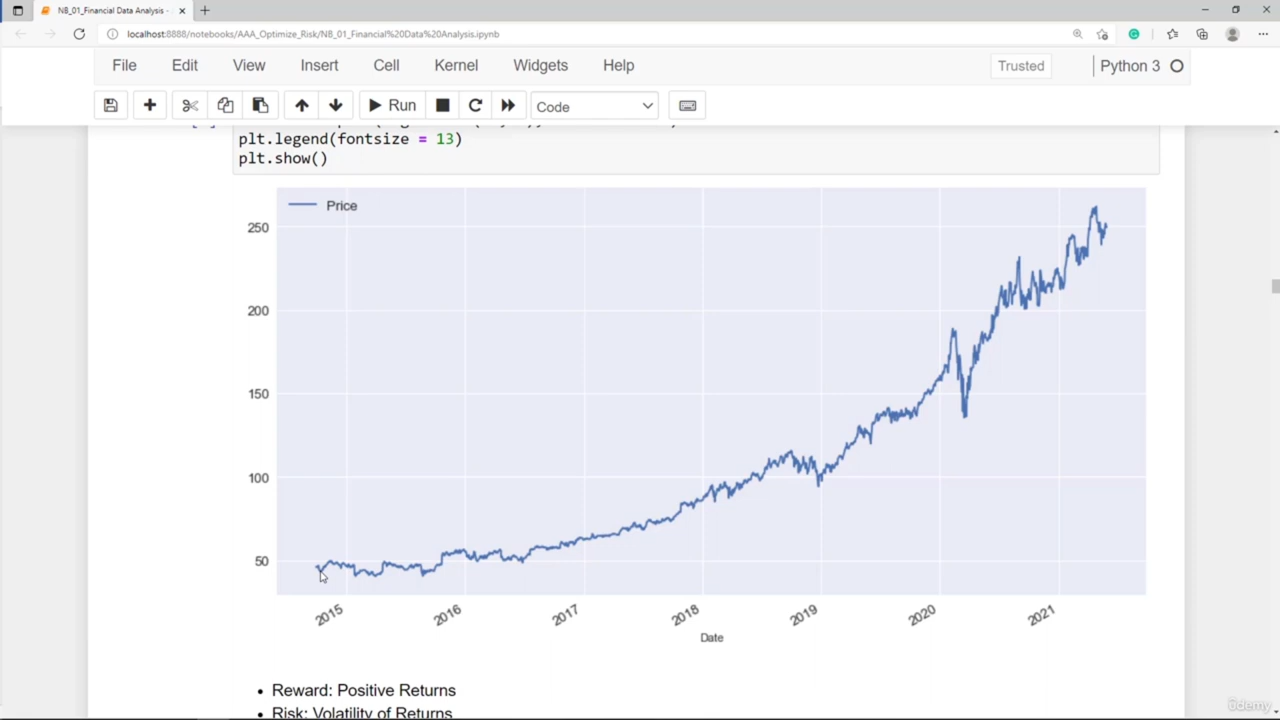 NB_01_Financial Data Analysis -
localhost:8888/notebooks/AAA_Optimize_Risk/NB_01_Financial%20Data%20Analysis.ipynb
File Edit View Insert Cell Kernel Widgets Help Trusted Python 3
Run Code
plt.legend(fontsize = 13)
plt.show()
Price
250
200
150
100
50
2015 2016 2017 2018 2019 2020 2021
Date
• Reward: Positive Returns
• Risk: Volatility of Returns
ûdemy